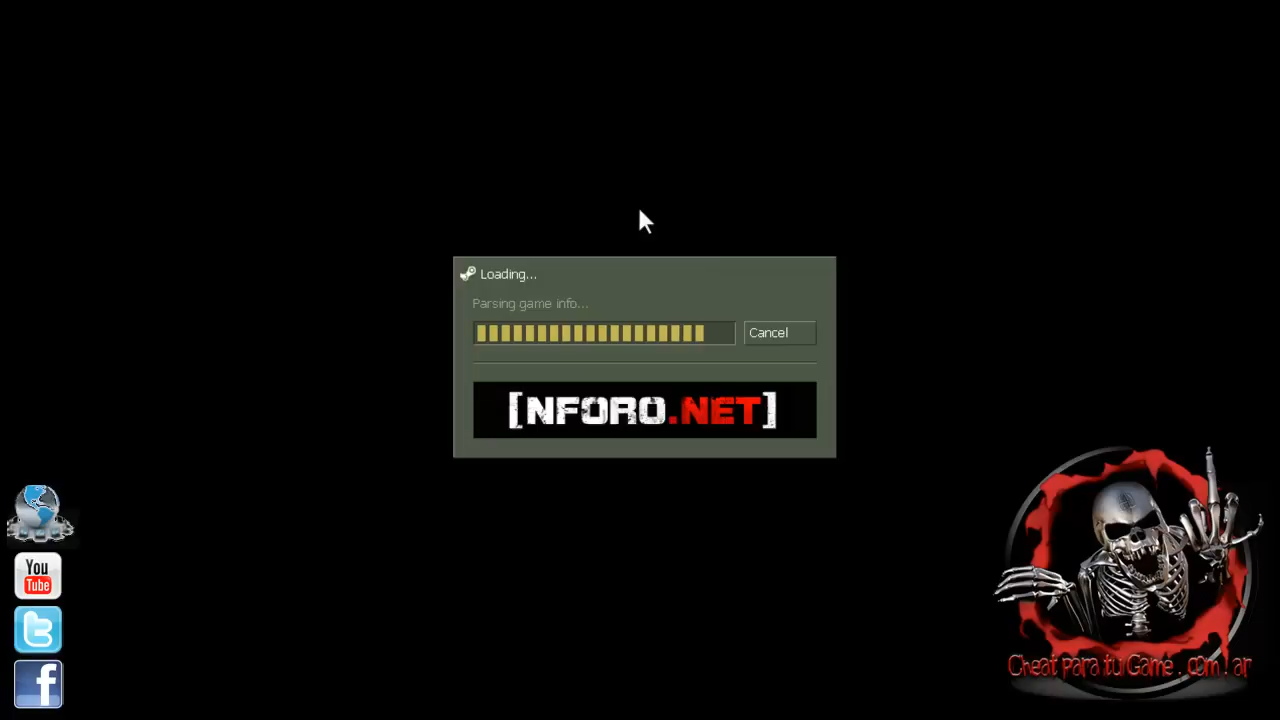 Loading...
Parsing game info...
Cancel
[NFORO.NET]
You
Tube
Cheat para tu Game . com . ar